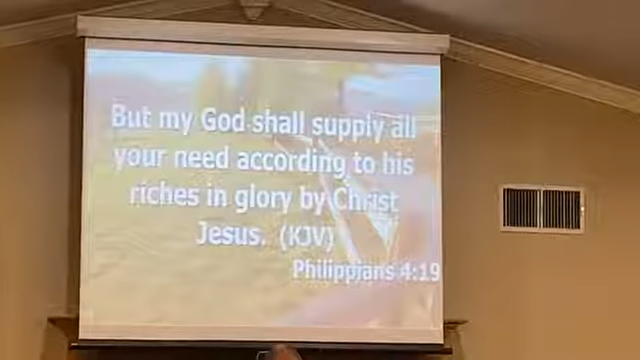 But my God shall supply all
your need according to his
riches in glory by Christ
Jesus. (KJV)
Philippians 4:19